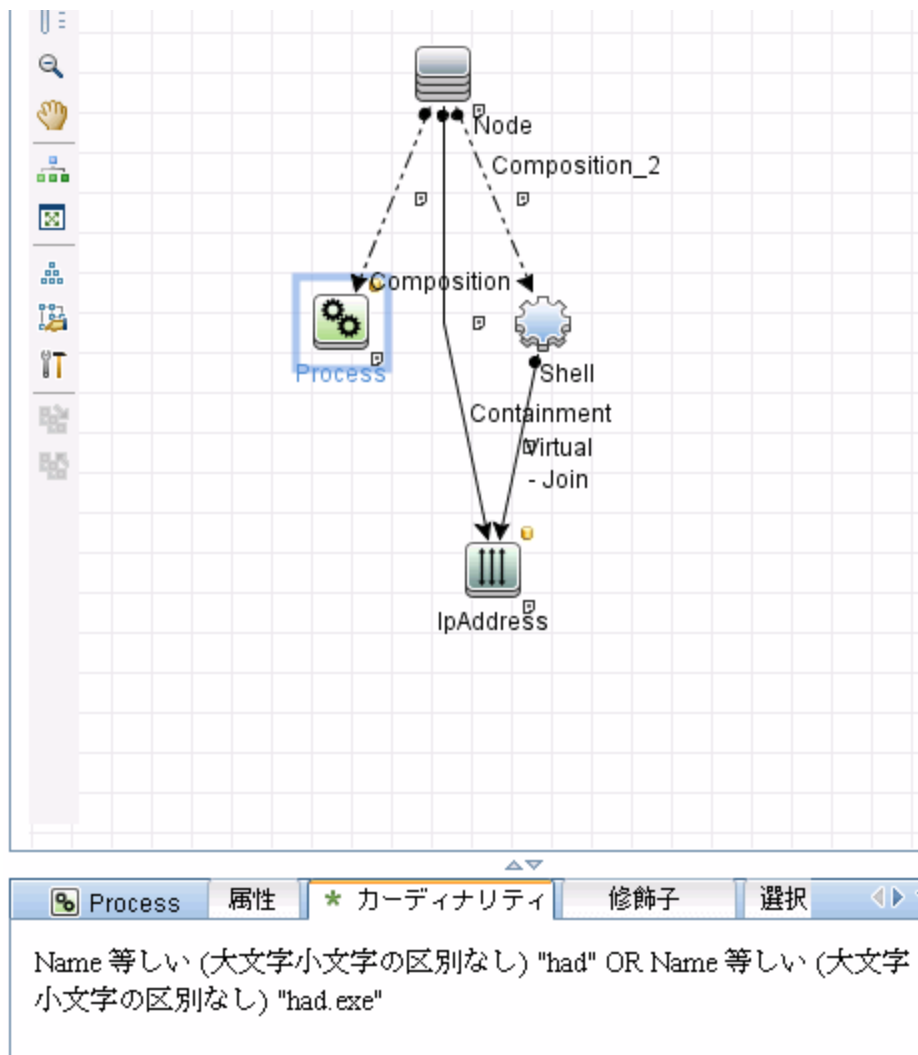 Node
Composition_2
Composition
Process
Shell
Containment
Virtual
- Join
IpAddress
Process
属性
* カーディナリティ
修飾子
選択
Name 等しい (大文字小文字の区別なし) "had" OR Name 等しい (大文字
小文字の区別なし) "had.exe"